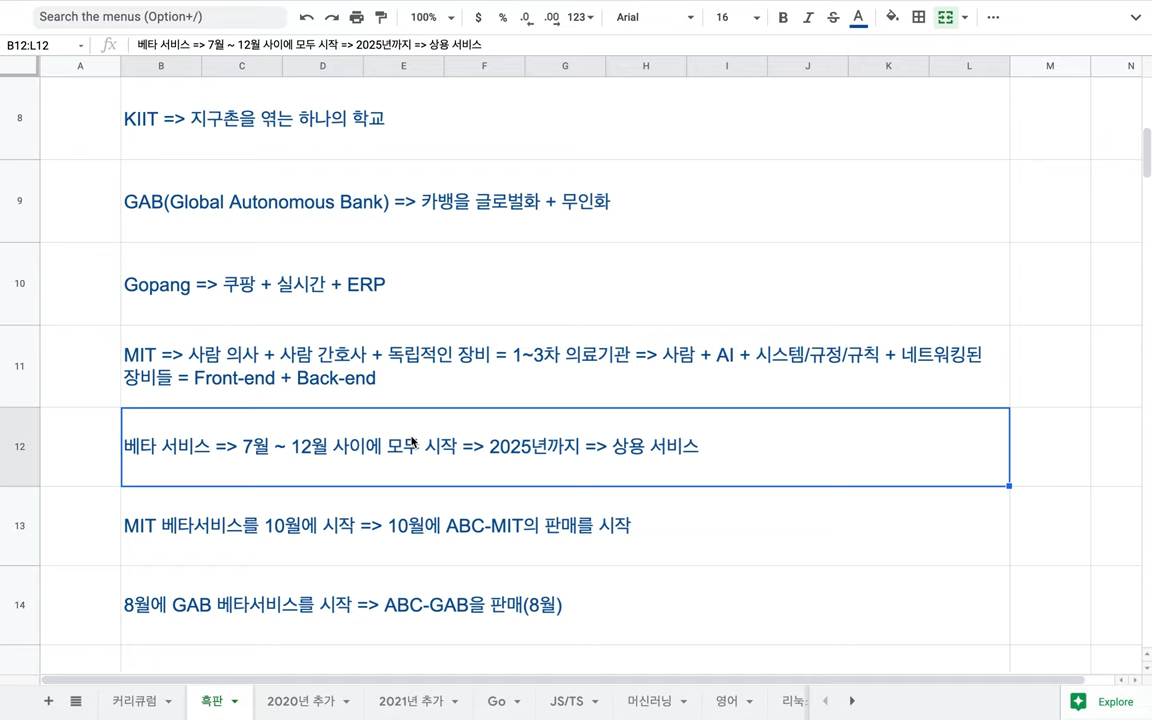 Search the menus (Option+/)
100%
$
%
.0
.00
123
Arial
16
B
I
S
A
B12:L12
fx
베타 서비스 => 7월 ~ 12월 사이에 모두 시작 => 2025년까지 => 상용 서비스
A B C D E F G H I J K L M N
8
KIIT => 지구촌을 엮는 하나의 학교
9
GAB(Global Autonomous Bank) => 카뱅을 글로벌화 + 무인화
10
Gopang => 쿠팡 + 실시간 + ERP
11
MIT => 사람 의사 + 사람 간호사 + 독립적인 장비 = 1~3차 의료기관 => 사람 + AI + 시스템/규정/규칙 + 네트워킹된
장비들 = Front-end + Back-end
12
베타 서비스 => 7월 ~ 12월 사이에 모두 시작 => 2025년까지 => 상용 서비스
13
MIT 베타서비스를 10월에 시작 => 10월에 ABC-MIT의 판매를 시작
14
8월에 GAB 베타서비스를 시작 => ABC-GAB을 판매(8월)
커리큐럼
흑판
2020년 추가
2021년 추가
Go
JS/TS
머신러닝
영어
리눅
Explore